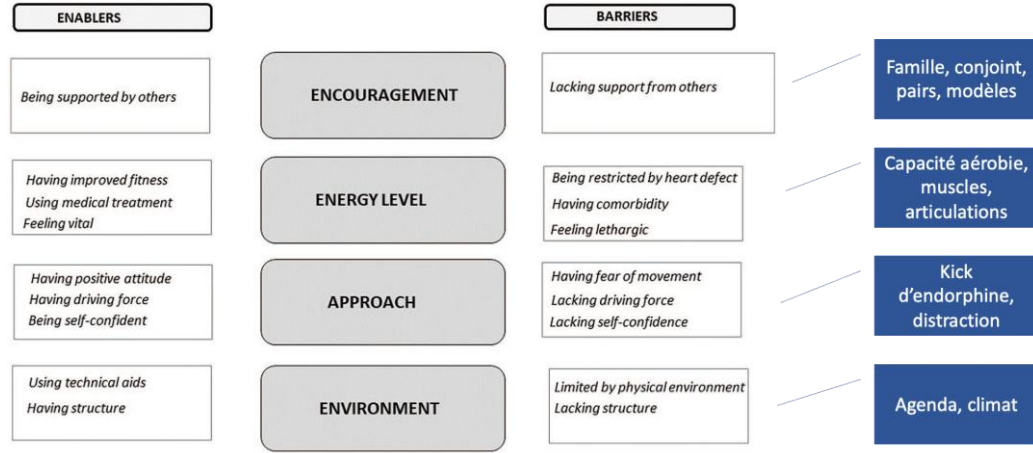 ENABLERS
BARRIERS
Being supported by others
ENCOURAGEMENT
Lacking support from others
Famille, conjoint,
pairs, modèles
Having improved fitness
Using medical treatment
Feeling vital
ENERGY LEVEL
Being restricted by heart defect
Having comorbidity
Feeling lethargic
Capacité aérobie,
muscles,
articulations
Having positive attitude
Having driving force
Being self-confident
APPROACH
Having fear of movement
Lacking driving force
Lacking self-confidence
Kick
d’endorphine,
distraction
Using technical aids
Having structure
ENVIRONMENT
Limited by physical environment
Lacking structure
Agenda, climat